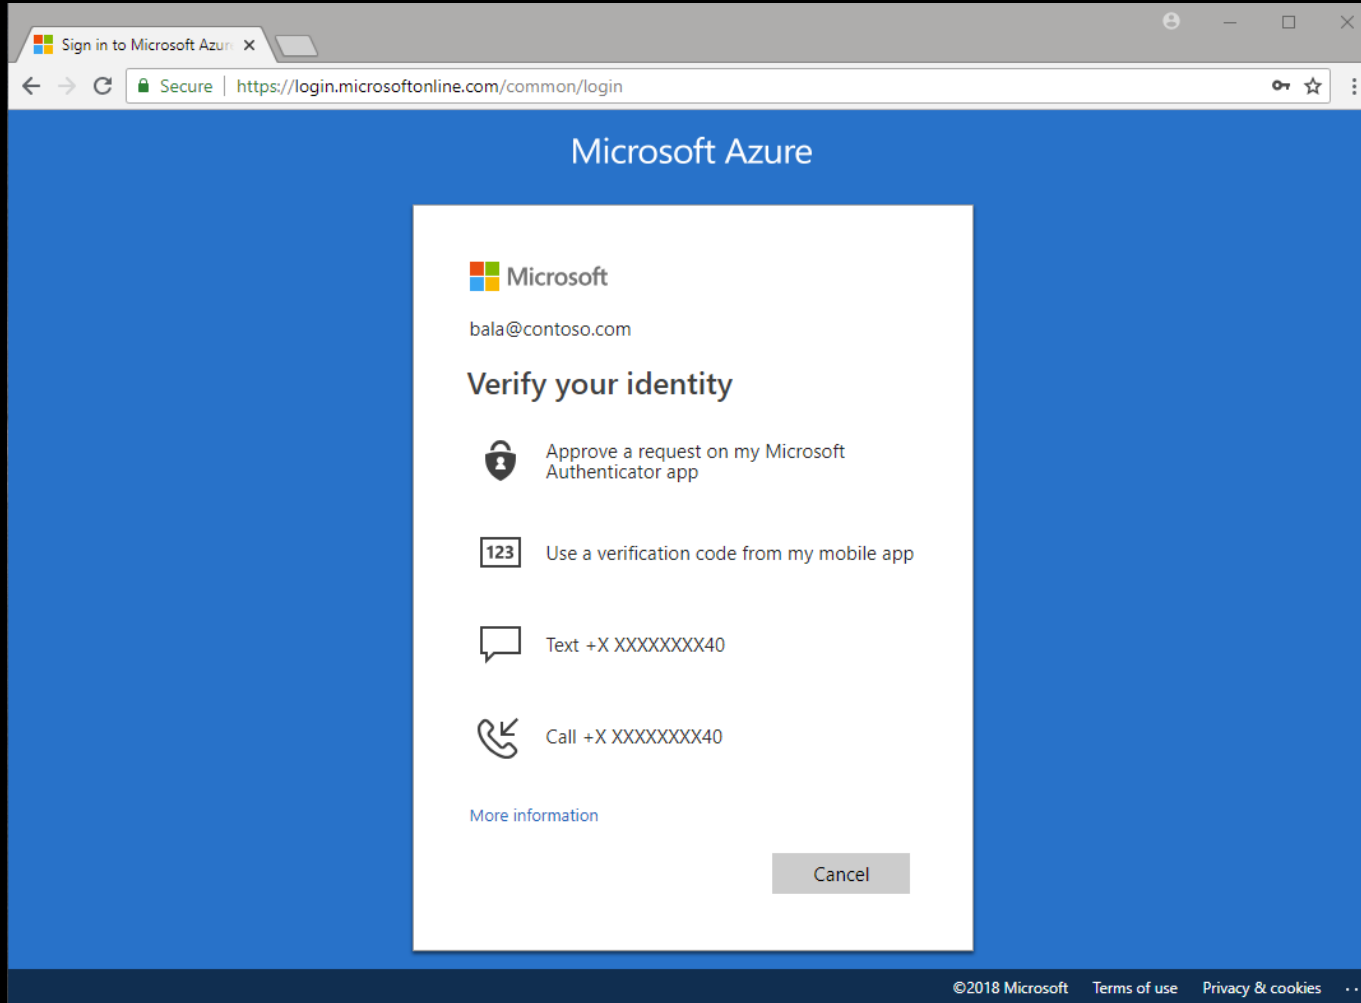 Sign in to Microsoft Azur
Secure | https://login.microsoftonline.com/common/login
Microsoft Azure
Microsoft
bala@contoso.com
Verify your identity
Approve a request on my Microsoft
Authenticator app
123 Use a verification code from my mobile app
Text +X XXXXXXXX40
Call +X XXXXXXXX40
More information
Cancel
©2018 Microsoft Terms of use Privacy & cookies